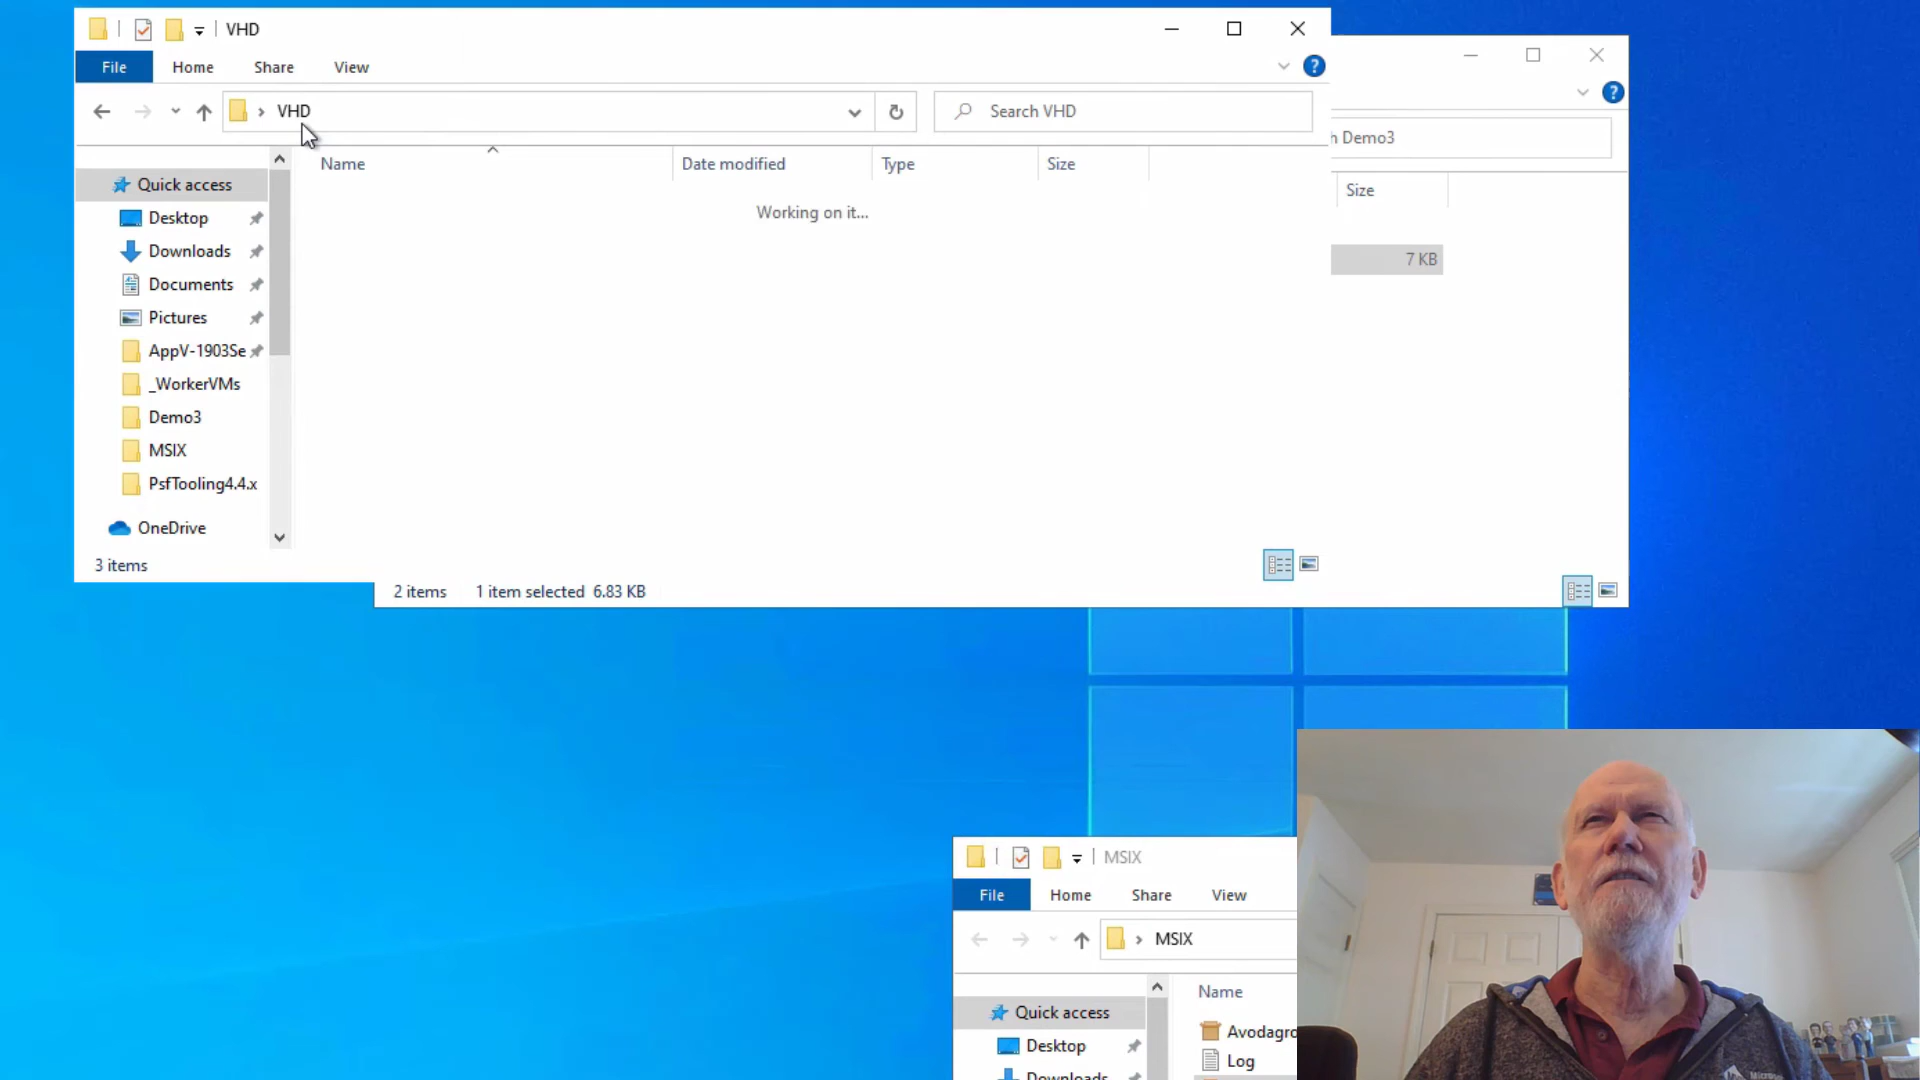 VHD
File Home Share View
?
VHD
Search VHD
Name Date modified Type Size
Working on it...
Quick access
Desktop
Downloads
Documents
Pictures
AppV-1903Se
_WorkerVMs
Demo3
MSIX
PsfTooling4.4.x
OneDrive
3 items
?
h Demo3
Size
7 KB
2 items 1 item selected 6.83 KB
MSIX
File Home Share View
MSIX
Name
Quick access
Desktop
Downloads
Avodagro
Log
Microsoft